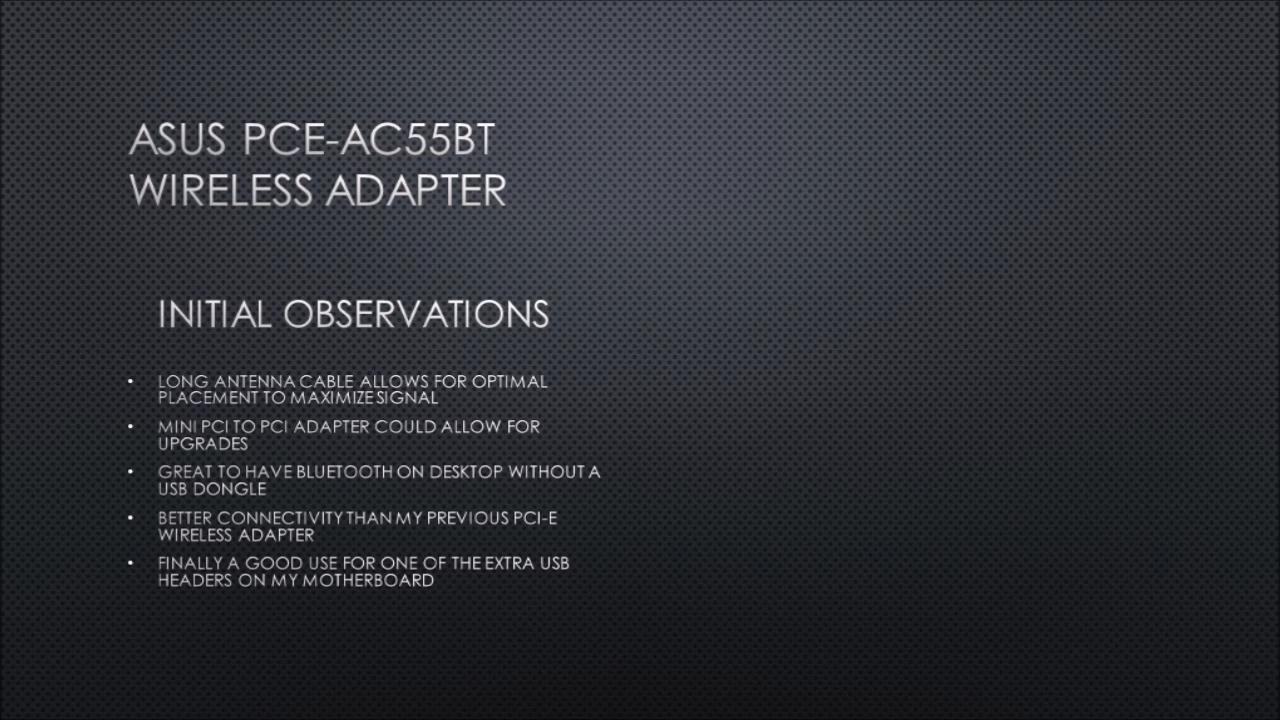 ASUS PCE-AC55BT
WIRELESS ADAPTER
INITIAL OBSERVATIONS
• LONG ANTENNA CABLE ALLOWS FOR OPTIMAL
PLACEMENT TO MAXIMIZE SIGNAL
• MINI PCI TO PCI ADAPTER COULD ALLOW FOR
UPGRADES
• GREAT TO HAVE BLUETOOTH ON DESKTOP WITHOUT A
USB DONGLE
• BETTER CONNECTIVITY THAN MY PREVIOUS PCI-E
WIRELESS ADAPTER
• FINALLY A GOOD USE FOR ONE OF THE EXTRA USB
HEADERS ON MY MOTHERBOARD